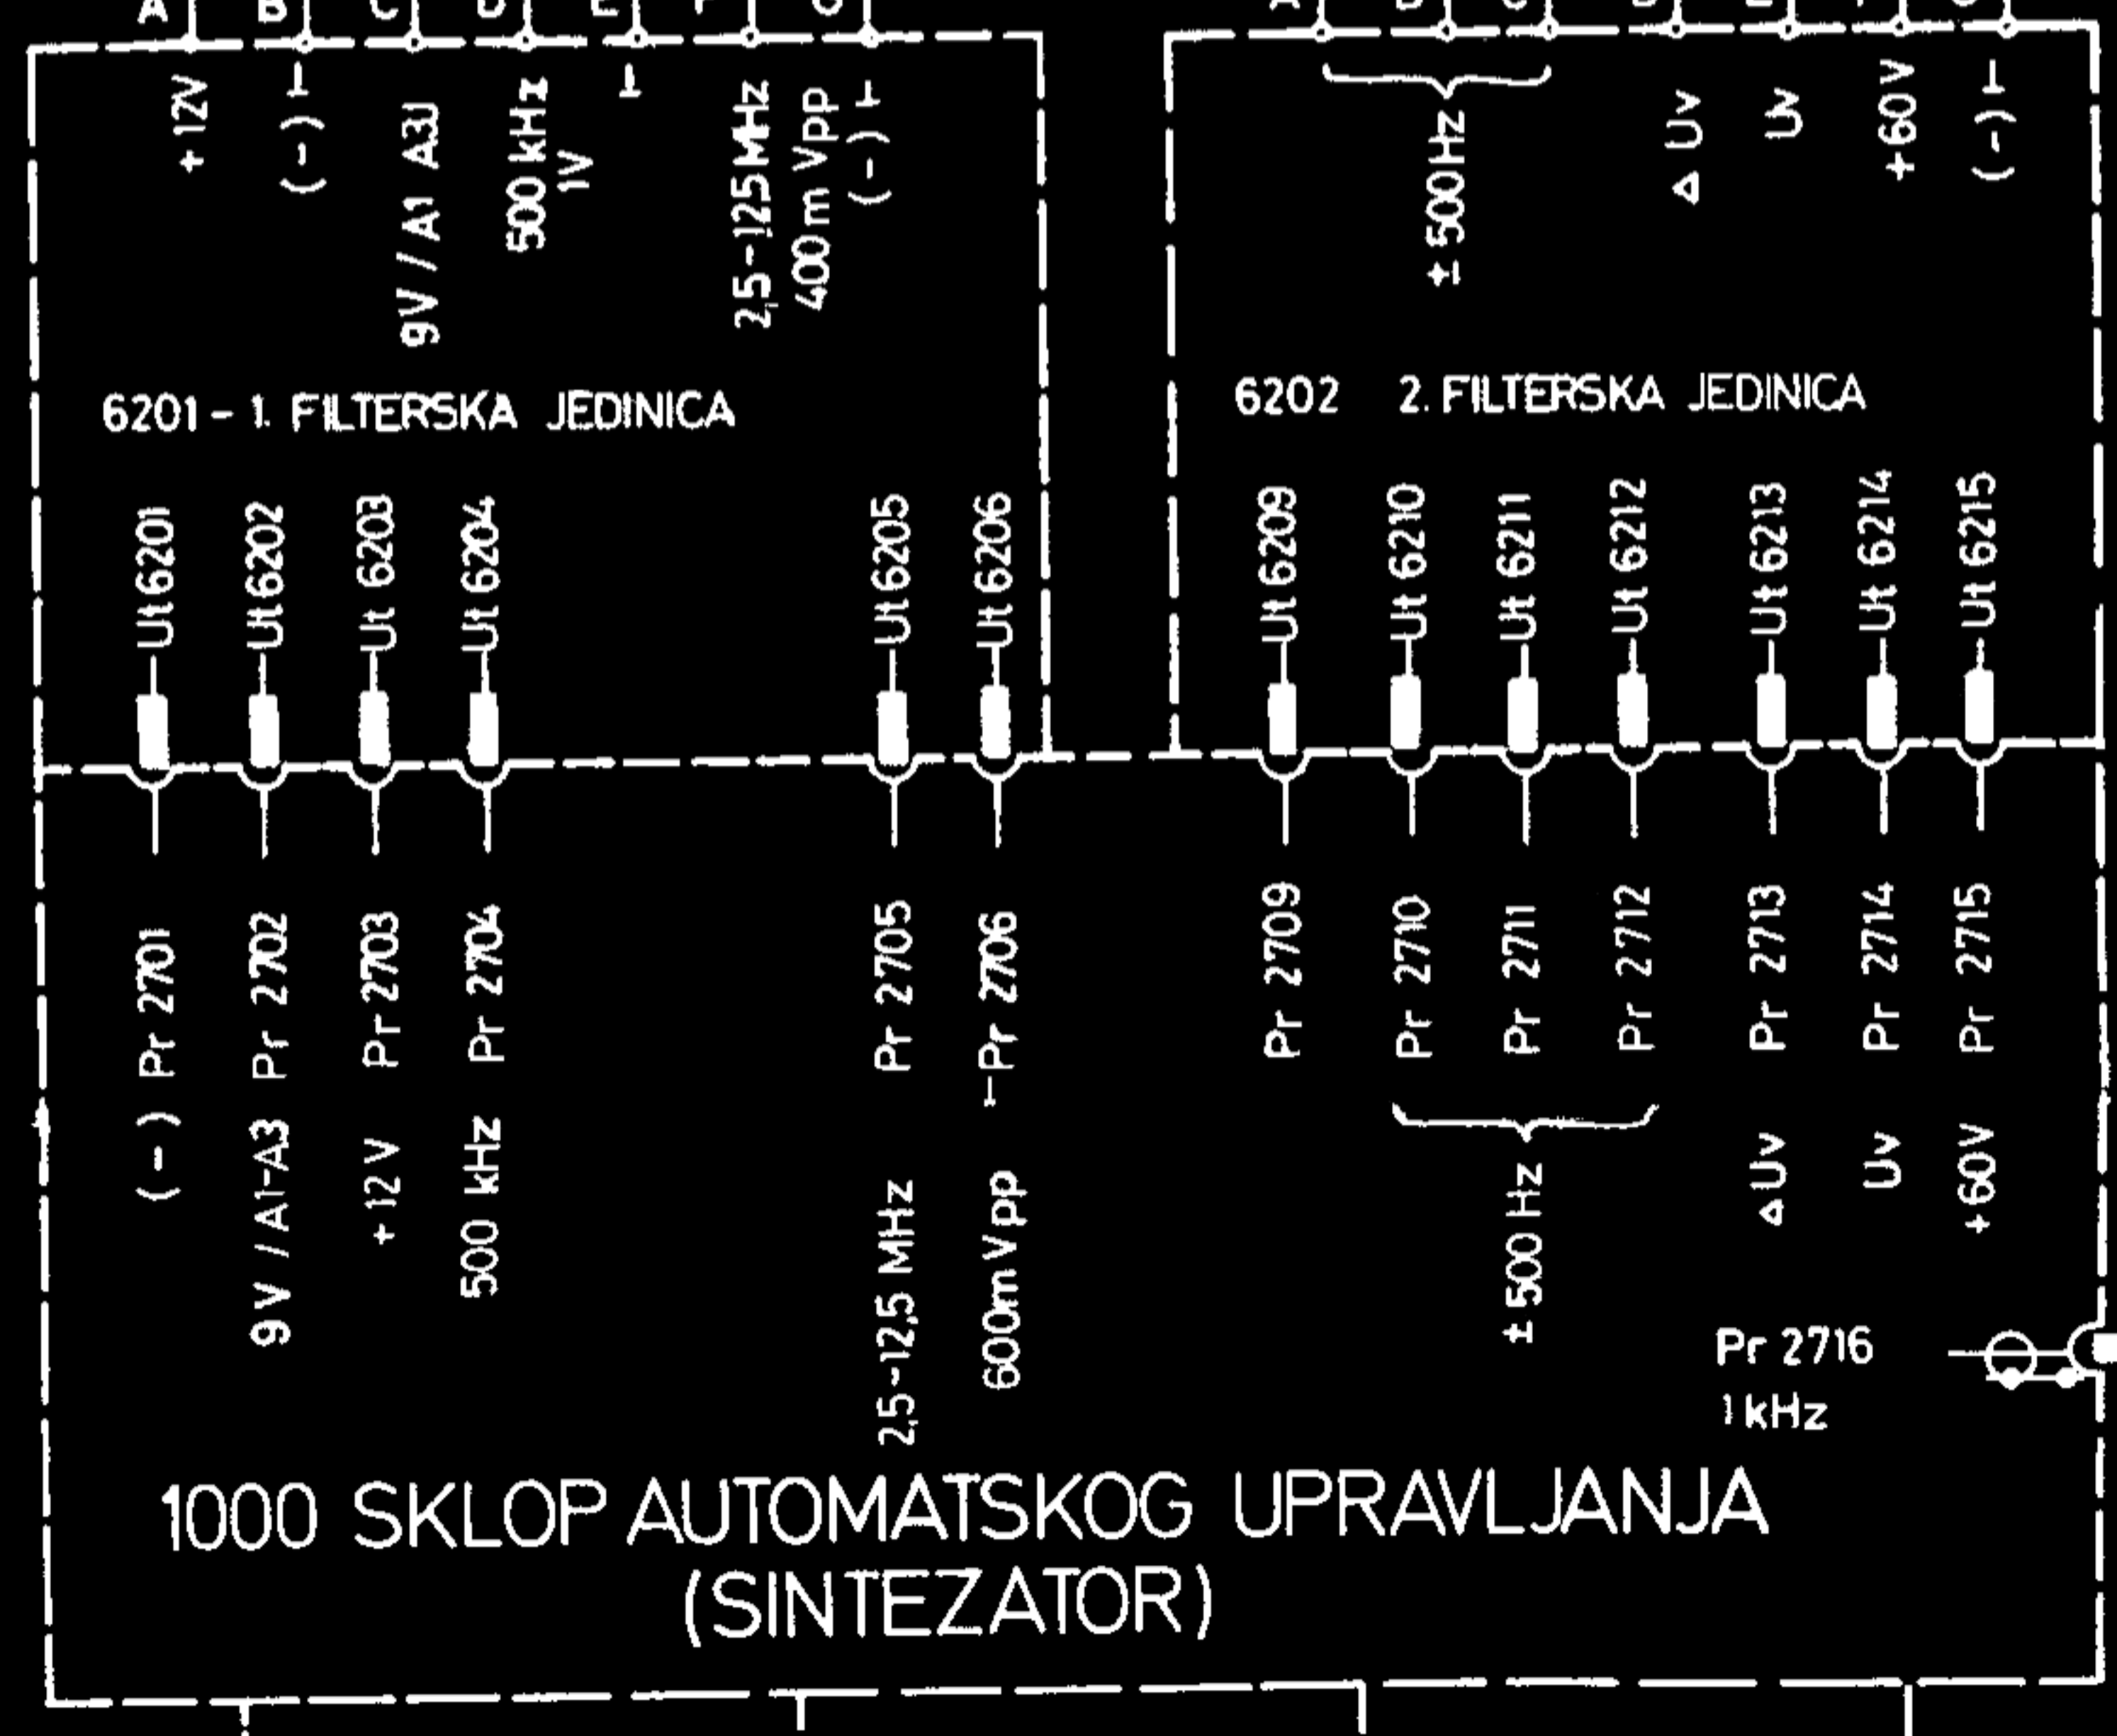 A
B
C
D
E
+12V
(-)
9V/A1 A3J
500 kHz
1V
2,5-12,5 MHz
400m Vpp
(-)
± 500Hz
Δ Uv
Uv
+60V
(-)
6201-1. FILTERSKA JEDINICA
6202 2. FILTERSKA JEDINICA
Ut 6201
Ut 6202
Ut 6203
Ut 6204
Ut 6205
Ut 6206
Ut 6209
Ut 6210
Ut 6211
Ut 6212
Ut 6213
Ut 6214
Ut 6215
(-) Pr 2701
9V/A1-A3 Pr 2702
+12V Pr 2703
500 kHz Pr 2704
2,5-12,5 MHz Pr 2705
600m Vpp Pr 2706
Pr 2709
Pr 2710
Pr 2711
Pr 2712
± 500 Hz
ΔUv Pr 2713
Uv Pr 2714
+60V Pr 2715
Pr 2716
1 kHz
1000 SKLOP AUTOMATSKOG UPRAVLJANJA
(SINTEZATOR)